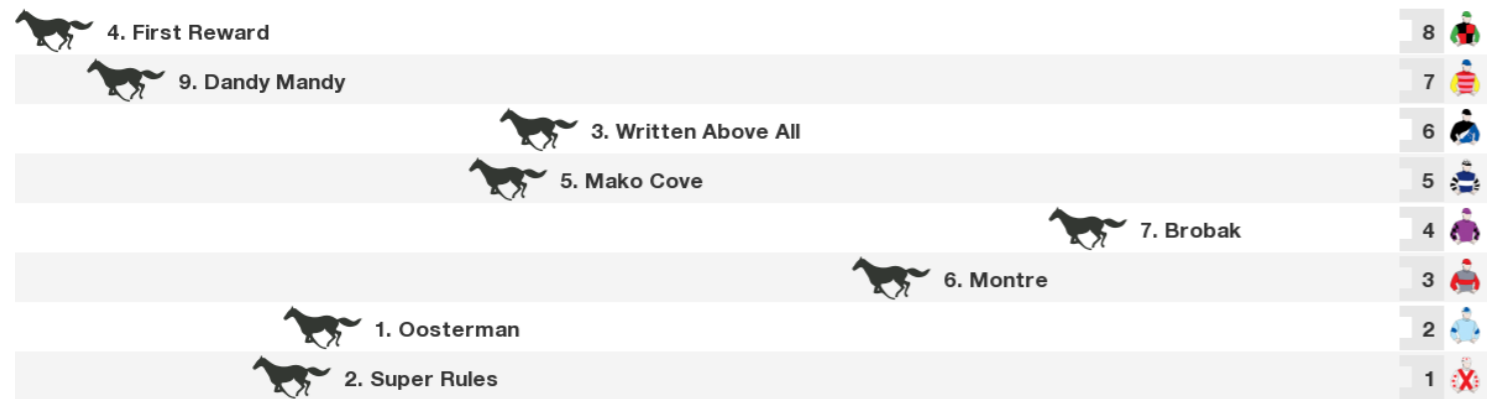 4. First Reward 8
9. Dandy Mandy 7
3. Written Above All 6
5. Mako Cove 5
7. Brobak 4
6. Montre 3
1. Oosterman 2
2. Super Rules 1